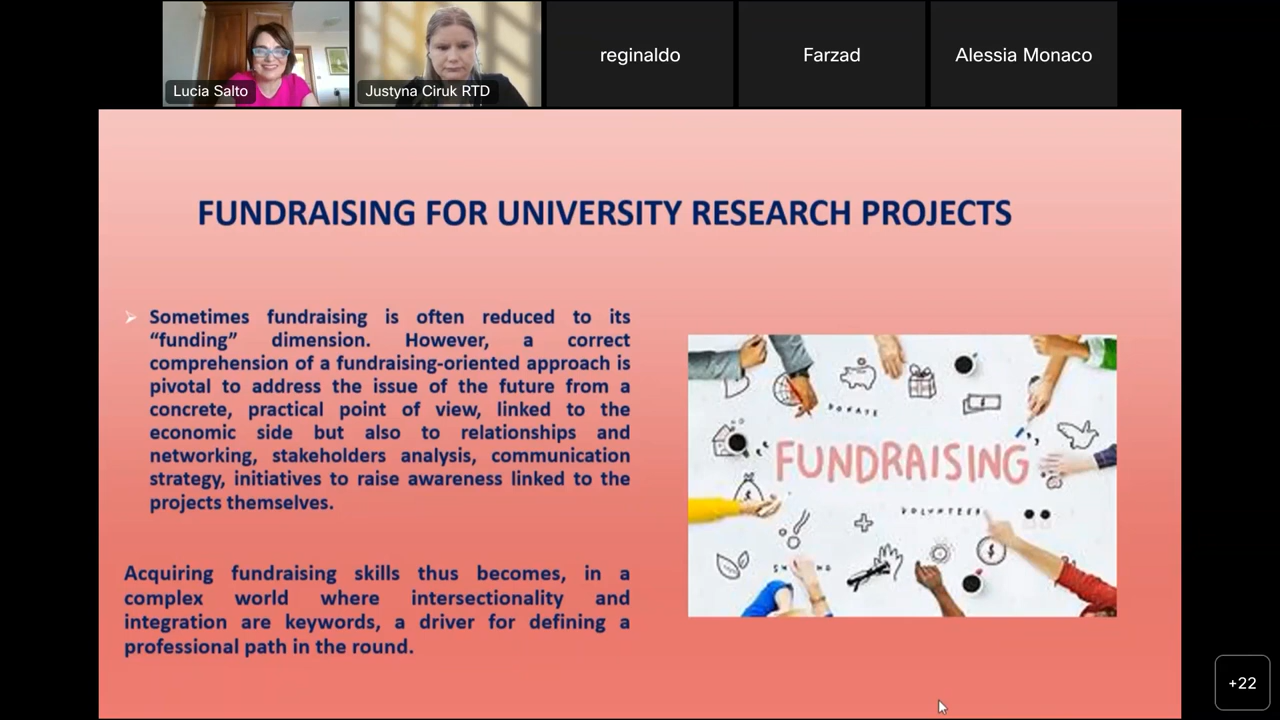 reginaldo
Farzad
Alessia Monaco
Lucia Salto
Justyna Ciruk RTD
FUNDRAISING FOR UNIVERSITY RESEARCH PROJECTS
Sometimes fundraising is often reduced to its
“funding” dimension. However, a correct
comprehension of a fundraising-oriented approach is
pivotal to address the issue of the future from a
concrete, practical point of view, linked to the
economic side but also to relationships and
networking, stakeholders analysis, communication
strategy, initiatives to raise awareness linked to the
projects themselves.
Acquiring fundraising skills thus becomes, in a
complex world where intersectionality and
integration are keywords, a driver for defining a
professional path in the round.
DONATE
FUNDRAISING
VOLUNTEER
+22